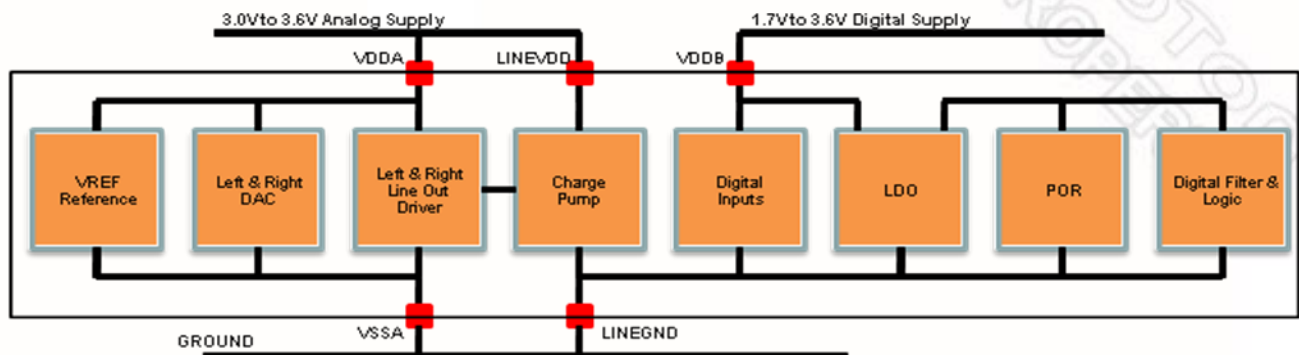 3.0Vto 3.6V Analog Supply
1.7Vto 3.6V Digital Supply
VDDA
LINEVDD
VDDB
VREF
Reference
Left & Right
DAC
Left & Right
Line Out
Driver
Charge
Pump
Digital
Inputs
LDO
POR
Digital Filter &
Logic
VSSA
LINEGND
GROUND